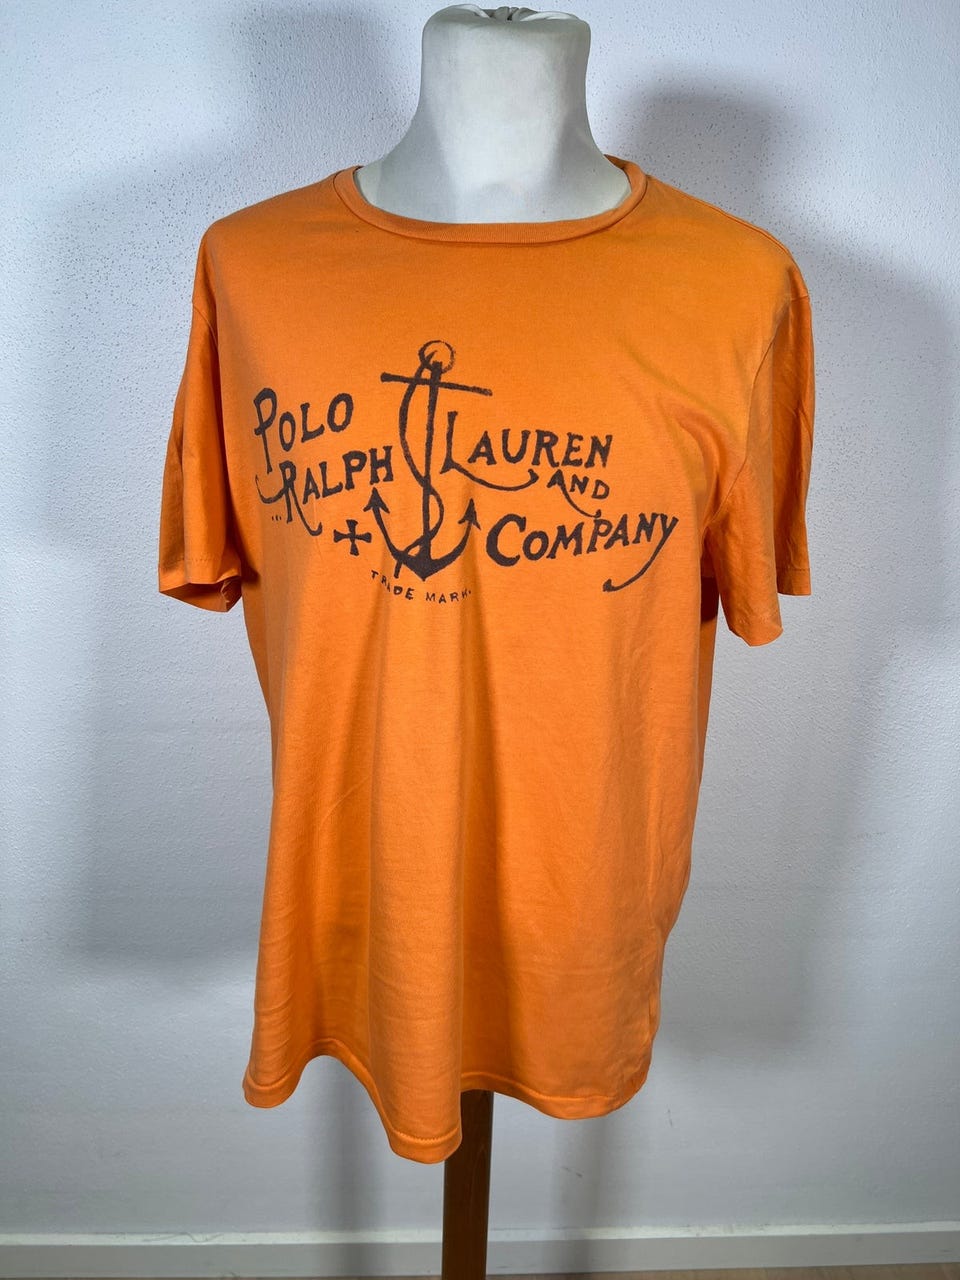 POLO
RALPH LAUREN
AND
COMPANY
TRADE MARK.